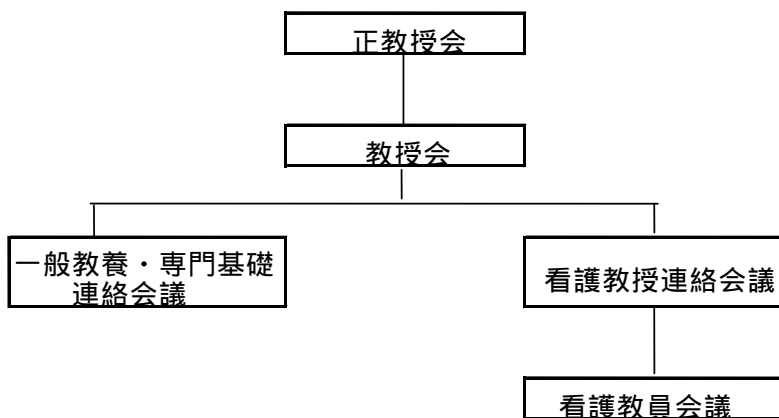 正教授会
教授会
一般教養・専門基礎
連絡会議
看護教授連絡会議
看護教員会議